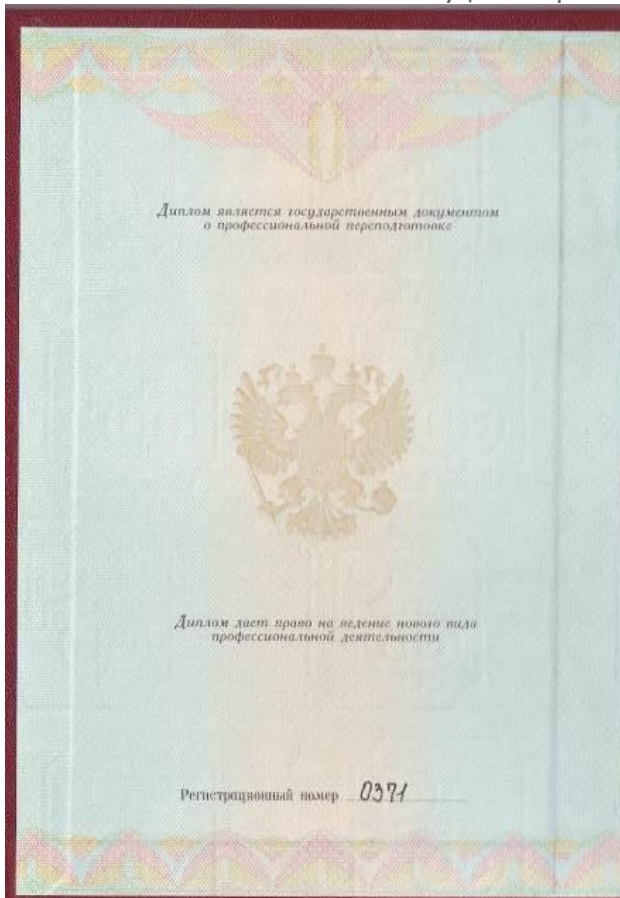 Диплом является государственным документом
о профессиональной переподготовке
Диплом дает право на ведение нового вида
профессиональной деятельности
Регистрационный номер 0371